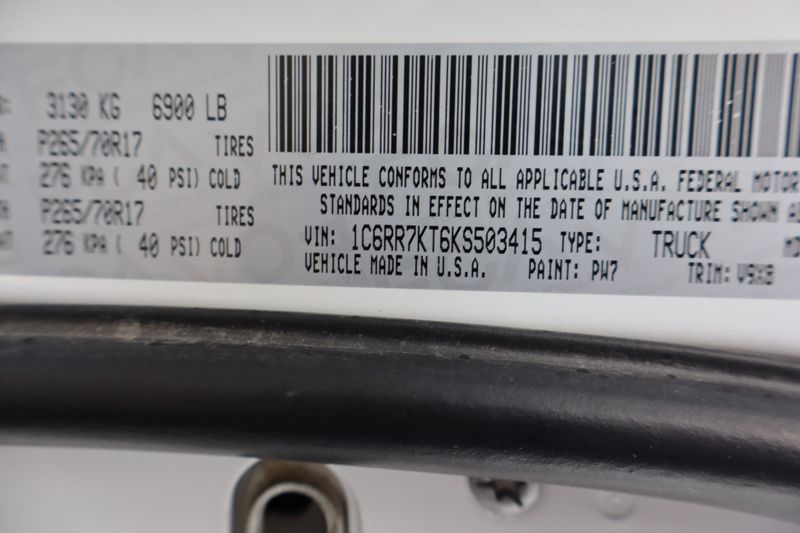 3130 KG 6900 LB
P265/70R17 TIRES
276 KPA ( 40 PSI) COLD
P265/70R17 TIRES
276 KPA ( 40 PSI) COLD
THIS VEHICLE CONFORMS TO ALL APPLICABLE U.S.A. FEDERAL MOTOR
STANDARDS IN EFFECT ON THE DATE OF MANUFACTURE SHOWN
VIN: 1C6RR7KT6KS503415 TYPE: TRUCK
VEHICLE MADE IN U.S.A. PAINT: PW7 TRIM: V9X8